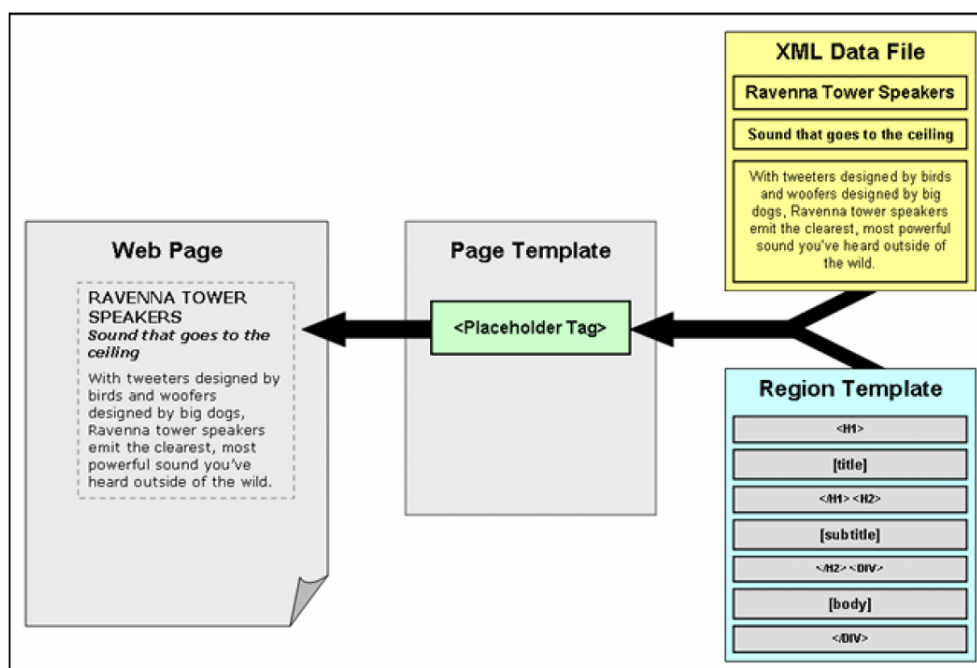 XML Data File
Ravenna Tower Speakers
Sound that goes to the ceiling
With tweeters designed by birds
and woofers designed by big
dogs, Ravenna tower speakers
emit the clearest, most powerful
sound you've heard outside of
the wild.
Web Page
RAVENNA TOWER
SPEAKERS
Sound that goes to the
ceiling
With tweeters designed by
birds and woofers
designed by big dogs,
Ravenna tower speakers
emit the clearest, most
powerful sound you've
heard outside of the wild.
Page Template
<Placeholder Tag>
Region Template
<H1>
[title]
</H1> <H2>
[subtitle]
</H2> <DIV>
[body]
</DIV>